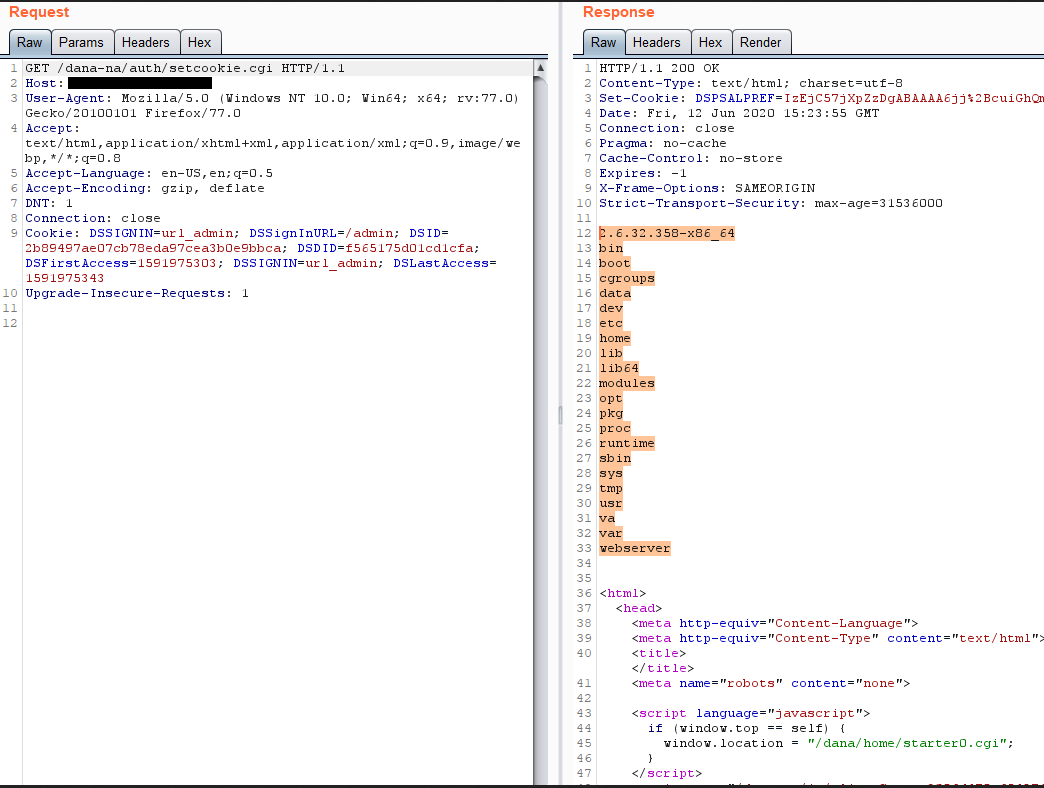 Request
Raw Params Headers Hex
1 GET /dana-na/auth/setcookie.cgi HTTP/1.1
2 Host:
3 User-Agent: Mozilla/5.0 (Windows NT 10.0; Win64; x64; rv:77.0)
Gecko/20100101 Firefox/77.0
4 Accept:
text/html,application/xhtml+xml,application/xml;q=0.9,image/we
bp,*/*;q=0.8
5 Accept-Language: en-US,en;q=0.5
6 Accept-Encoding: gzip, deflate
7 DNT: 1
8 Connection: close
9 Cookie: DSSIGNIN=url_admin; DSSignInURL=/admin; DSID=
2b89497ae07cb78eda97cea3b0e9bbca; DSDID=f565175d01cd1cfa;
DSFirstAccess=1591975303; DSSIGNIN=url_admin; DSLastAccess=
1591975343
10 Upgrade-Insecure-Requests: 1
11
12
Response
Raw Headers Hex Render
1 HTTP/1.1 200 OK
2 Content-Type: text/html; charset=utf-8
3 Set-Cookie: DSPSALPREF=IzEjC57jXpZzDgABAAAA6jj%2BcuiGhQm
4 Date: Fri, 12 Jun 2020 15:23:55 GMT
5 Connection: close
6 Pragma: no-cache
7 Cache-Control: no-store
8 Expires: -1
9 X-Frame-Options: SAMEORIGIN
10 Strict-Transport-Security: max-age=31536000
11
12 2.6.32.358-x86_64
13 bin
14 boot
15 cgroups
16 data
17 dev
18 etc
19 home
20 lib
21 lib64
22 modules
23 opt
24 pkg
25 proc
26 runtime
27 sbin
28 sys
29 tmp
30 usr
31 va
32 var
33 webserver
34
35
36 <html>
37 <head>
38 <meta http-equiv="Content-Language">
39 <meta http-equiv="Content-Type" content="text/html">
40 <title>
</title>
41 <meta name="robots" content="none">
42
43 <script language="javascript">
44 if (window.top == self) {
45 window.location = "/dana/home/starter0.cgi";
46 }
47 </script>